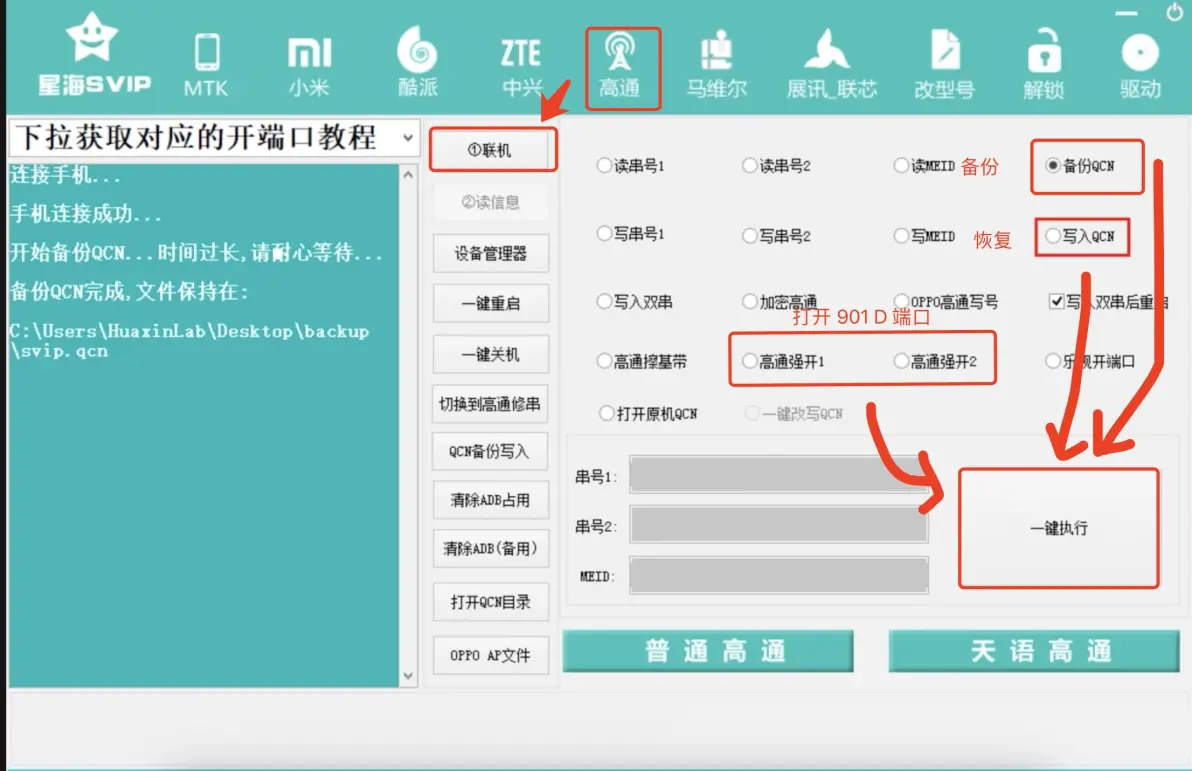 星海SVIP
MTK
小米
酷派
ZTE
中兴
高通
马维尔
展讯_联芯
改型号
解锁
驱动
下拉获取对应的开端口教程
连接手机...
手机连接成功...
开始备份QCN...时间过长,请耐心等待...
备份QCN完成,文件保持在:
C:\Users\HuaxinLab\Desktop\backup
\svip.qcn
①联机
②读信息
设备管理器
一键重启
一键关机
切换到高通修串
QCN备份写入
清除ADB占用
清除ADB(备用)
打开QCN目录
OPPO AP文件
读串号1
读串号2
读MEID
备份
备份QCN
写串号1
写串号2
写MEID
恢复
写入QCN
写入双串
加密高通
OPPO高通写号
写入双串后重启
打开 901D 端口
高通擦基带
高通强开1
高通强开2
乐视开端口
打开原机QCN
一键改写QCN
串号1:
串号2:
MEID:
一键执行
普通高通
天语高通